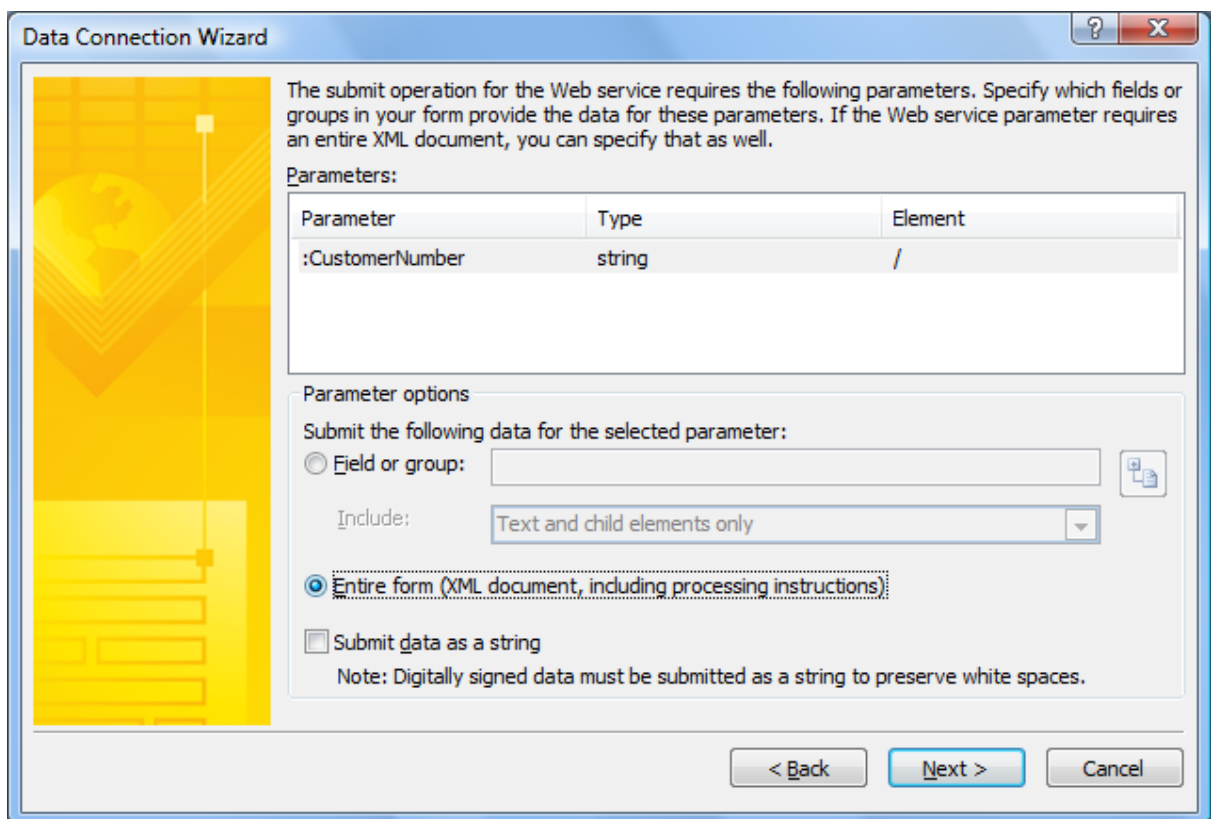 Data Connection Wizard
The submit operation for the Web service requires the following parameters. Specify which fields or
groups in your form provide the data for these parameters. If the Web service parameter requires
an entire XML document, you can specify that as well.
Parameters:
Parameter Type Element
:CustomerNumber string /
Parameter options
Submit the following data for the selected parameter:
Field or group:
Include: Text and child elements only
Entire form (XML document, including processing instructions)
Submit data as a string
Note: Digitally signed data must be submitted as a string to preserve white spaces.
< Back Next > Cancel